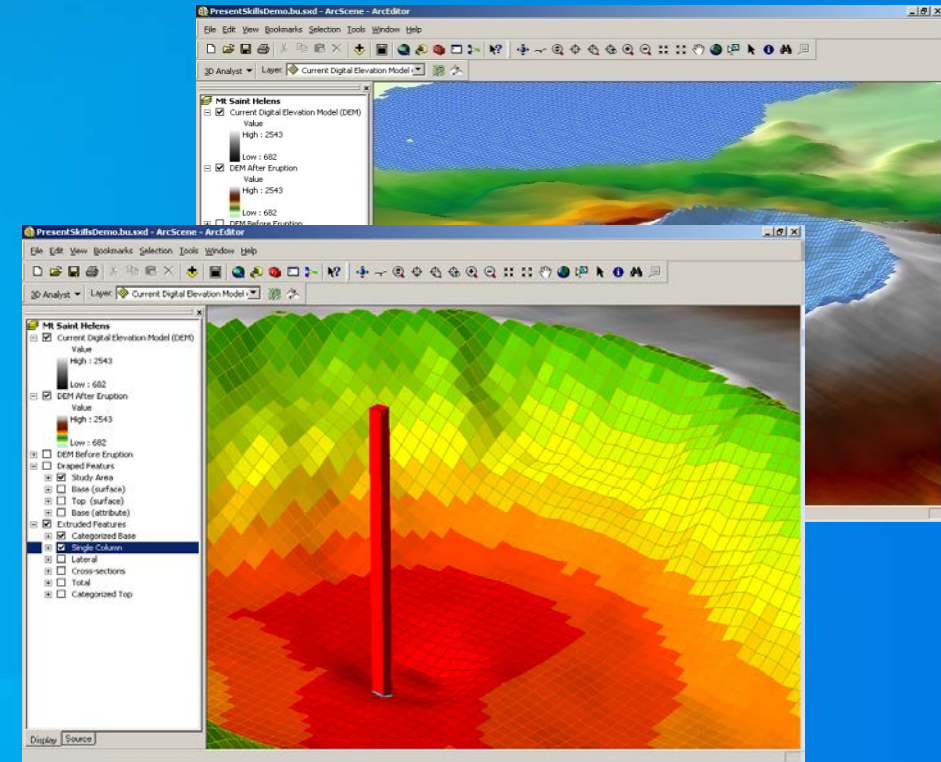 PresentSkillsDemo.bu.sxd - ArcScene - ArcEditor
File Edit View Bookmarks Selection Tools Window Help
3D Analyst Layer: Current Digital Elevation Model
Mt Saint Helens
Current Digital Elevation Model (DEM)
Value
High : 2543
Low : 682
DEM After Eruption
Value
High : 2543
Low : 682
DEM Before Eruption
PresentSkillsDemo.bu.sxd - ArcScene - ArcEditor
File Edit View Bookmarks Selection Tools Window Help
3D Analyst Layer: Current Digital Elevation Model
Mt Saint Helens
Current Digital Elevation Model (DEM)
Value
High : 2543
Low : 682
DEM After Eruption
Value
High : 2543
Low : 682
DEM Before Eruption
Draped Featurs
Study Area
Base (surface)
Top (surface)
Base (attribute)
Extruded Features
Categorized Base
Single Column
Lateral
Cross-sections
Total
Categorized Top
Display Source